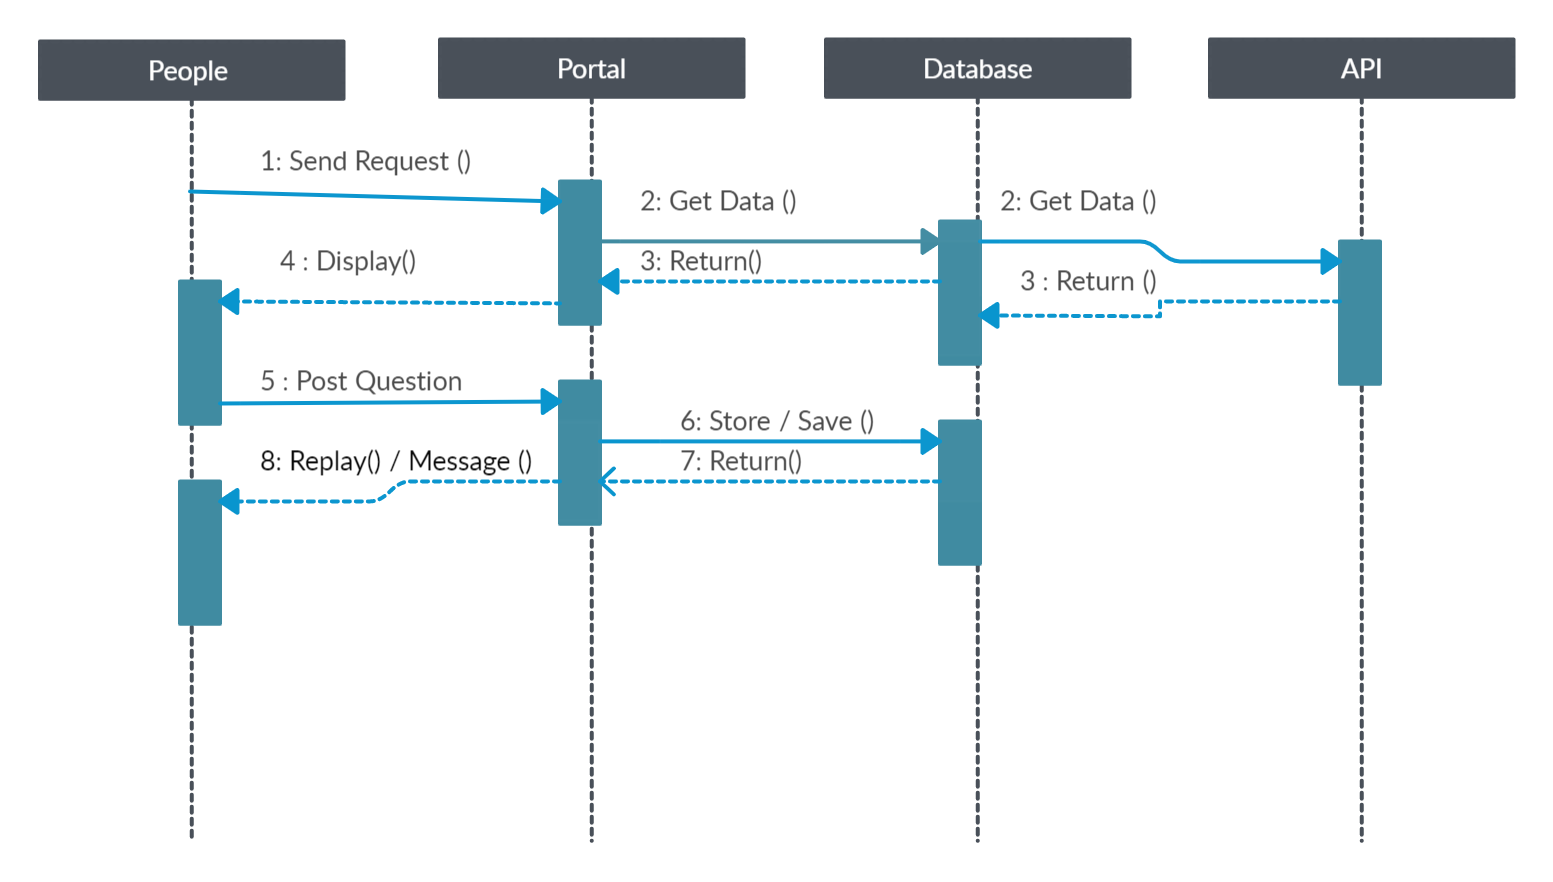 People
Portal
Database
API
1: Send Request ()
2: Get Data ()
2: Get Data ()
4 : Display()
3: Return()
3 : Return ()
5 : Post Question
6: Store / Save ()
8: Replay() / Message ()
7: Return()